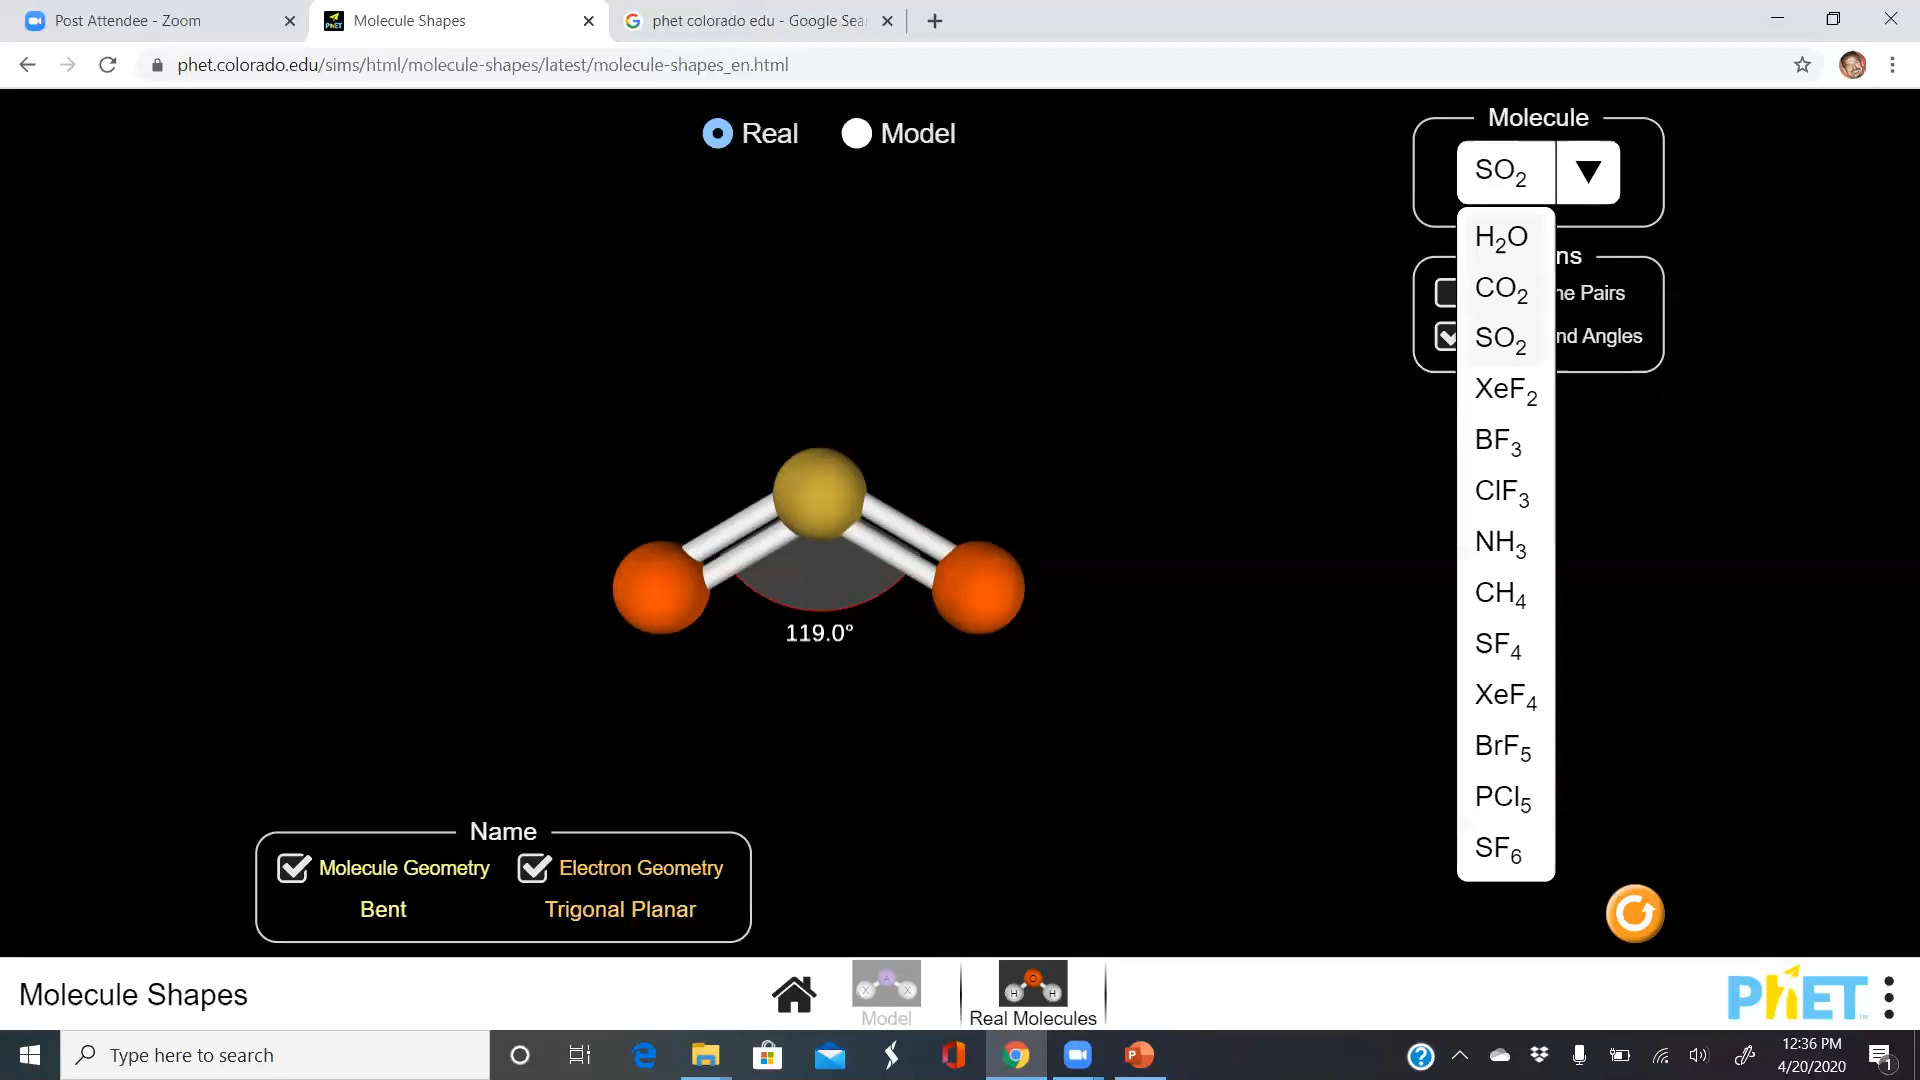 Post Attendee - Zoom
Molecule Shapes
phet colorado edu - Google Sea
phet.colorado.edu/sims/html/molecule-shapes/latest/molecule-shapes_en.html
Real
Model
Molecule
SO₂
H₂O
CO₂
SO₂
XeF₂
BF₃
ClF₃
NH₃
CH₄
SF₄
XeF₄
BrF₅
PCl₅
SF₆
ns
ne Pairs
nd Angles
119.0°
Name
Molecule Geometry
Electron Geometry
Bent
Trigonal Planar
Molecule Shapes
X A X
Model
H O H
Real Molecules
PhET
Type here to search
12:36 PM
4/20/2020
1